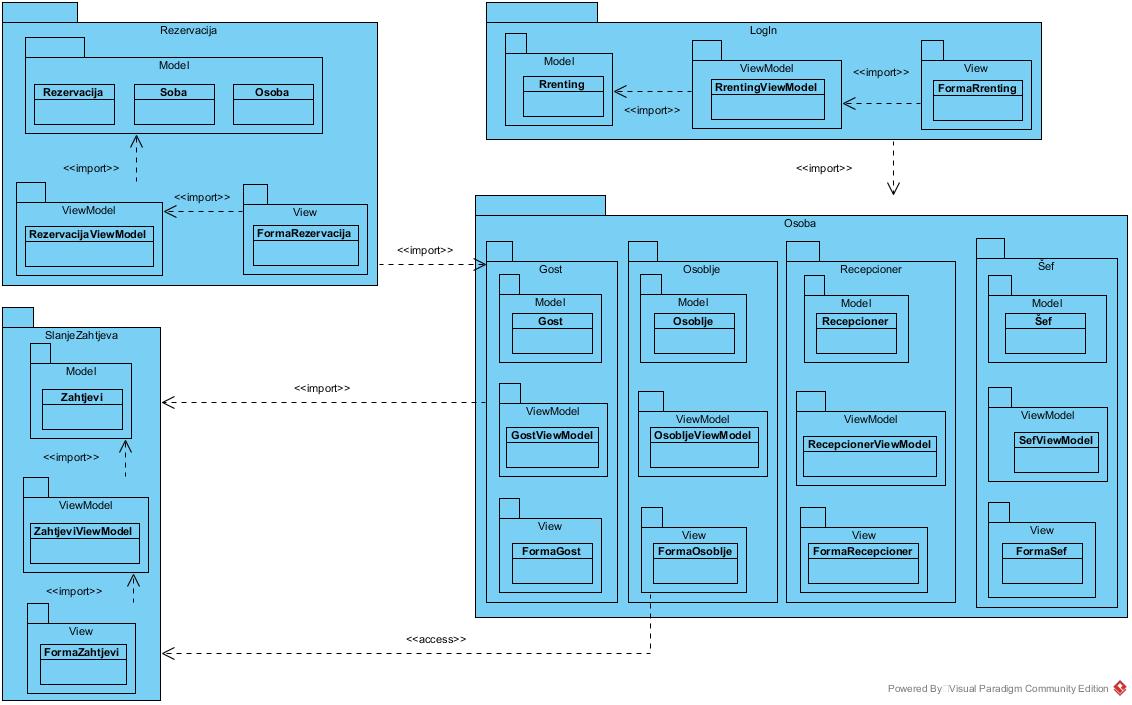 Rezervacija
Model
Rezervacija
Soba
Osoba
<<import>>
<<import>>
ViewModel
RezervacijaViewModel
View
FormaRezervacija
<<import>>
LogIn
Model
Rrenting
<<import>>
ViewModel
RrentingViewModel
<<import>>
View
FormaRrenting
<<import>>
Osoba
Gost
Model
Gost
ViewModel
GostViewModel
View
FormaGost
Osoblje
Model
Osoblje
ViewModel
OsobljeViewModel
View
FormaOsoblje
Recepcioner
Model
Recepcioner
ViewModel
RecepcionerViewModel
View
FormaRecepcioner
Šef
Model
Šef
ViewModel
SefViewModel
View
FormaSef
SlanjeZahtjeva
Model
Zahtjevi
<<import>>
ViewModel
ZahtjeviViewModel
<<import>>
View
FormaZahtjevi
<<import>>
<<access>>
Powered By Visual Paradigm Community Edition